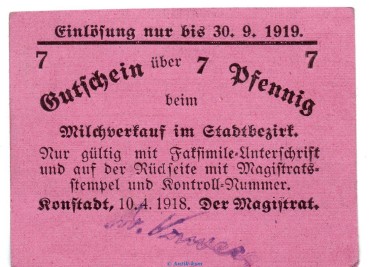 Einlösung nur bis 30. 9. 1919.
7 7 7
Gutschein über Pfennig
beim
Milchverkauf im Stadtbezirk.
Nur gültig mit Faksimile-Unterschrift
und auf der Rückseite mit Magistrats-
stempel und Kontroll-Nummer.
Konstadt, 10. 4. 1918. Der Magistrat.